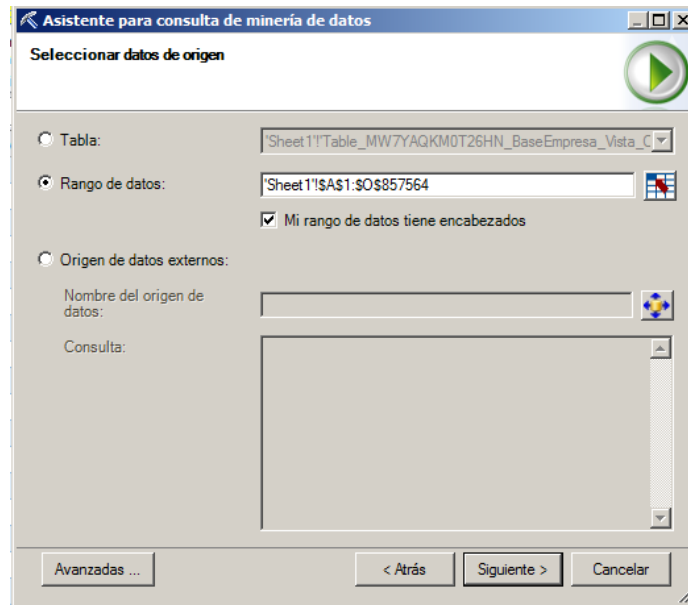 Asistente para consulta de minería de datos
Seleccionar datos de origen
Tabla:
'Sheet1'!'Table_MW7YAQKM0T26HN_BaseEmpresa_Vista_C
Rango de datos:
'Sheet1'!$A$1:$O$857564
Mi rango de datos tiene encabezados
Origen de datos externos:
Nombre del origen de
datos:
Consulta:
Avanzadas ...
< Atrás
Siguiente >
Cancelar